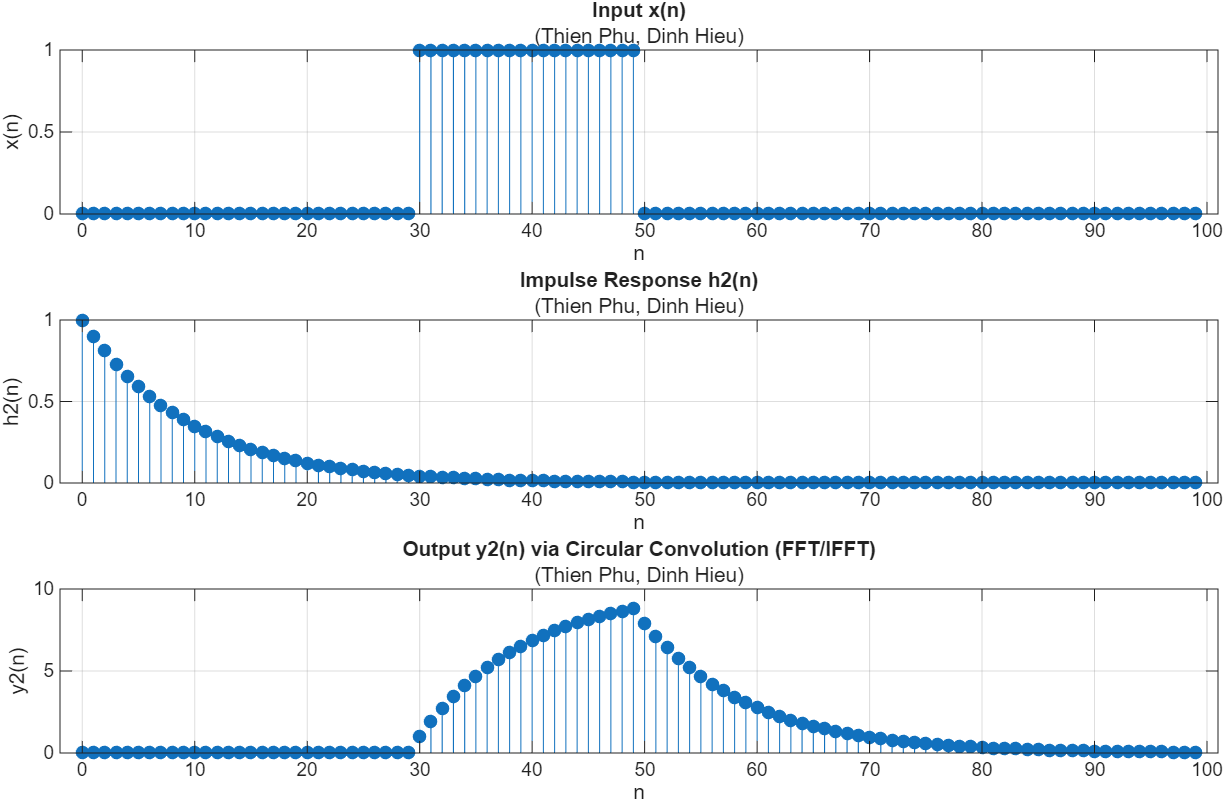 Input x(n)
(Thien Phu, Dinh Hieu)
1
0.5
0
x(n)
0 10 20 30 40 50 60 70 80 90 100
n
Impulse Response h2(n)
(Thien Phu, Dinh Hieu)
1
0.5
0
h2(n)
0 10 20 30 40 50 60 70 80 90 100
n
Output y2(n) via Circular Convolution (FFT/IFFT)
(Thien Phu, Dinh Hieu)
10
5
0
y2(n)
0 10 20 30 40 50 60 70 80 90 100
n